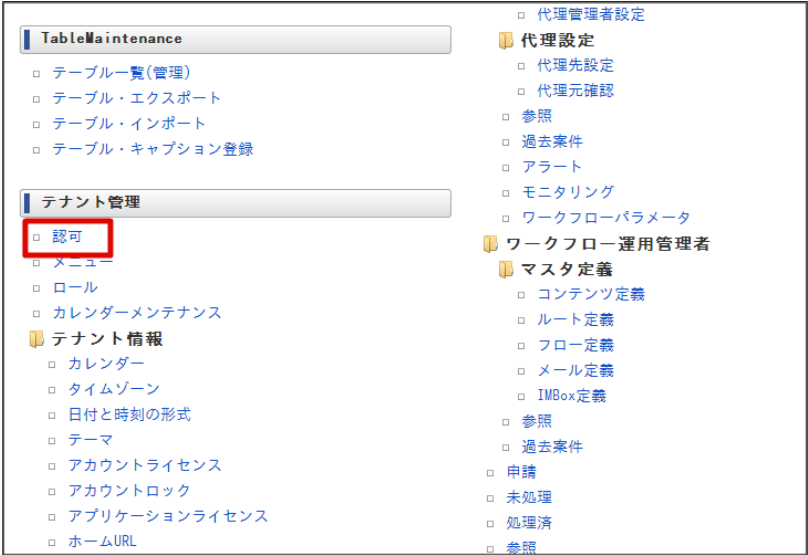 TableMaintenance
テーブル一覧(管理)
テーブル・エクスポート
テーブル・インポート
テーブル・キャプション登録
テナント管理
認可
メニュー
ロール
カレンダーメンテナンス
テナント情報
カレンダー
タイムゾーン
日付と時刻の形式
テーマ
アカウントライセンス
アカウントロック
アプリケーションライセンス
ホームURL
代理管理者設定
代理設定
代理先設定
代理元確認
参照
過去案件
アラート
モニタリング
ワークフローパラメータ
ワークフロー運用管理者
マスタ定義
コンテンツ定義
ルート定義
フロー定義
メール定義
IMBox定義
参照
過去案件
申請
未処理
処理済
参照